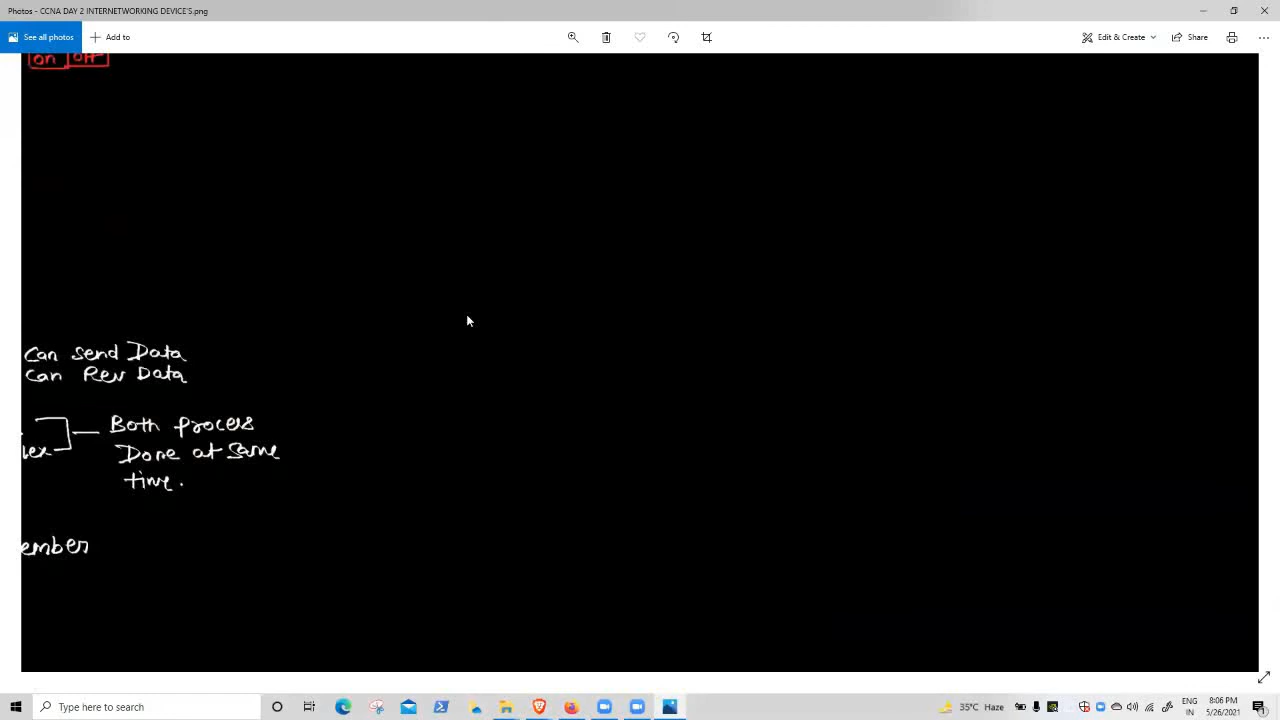 Photos - CCNA DAY 2 INTERNETWORKING DEVICE'S.png
See all photos
Add to
Edit & Create
Share
on off
Can Send Data
Can Rev Data
Both process
lex
Done at same
time.
ember
Type here to search
35°C Haze
ENG
IN
8:06 PM
5/26/2021